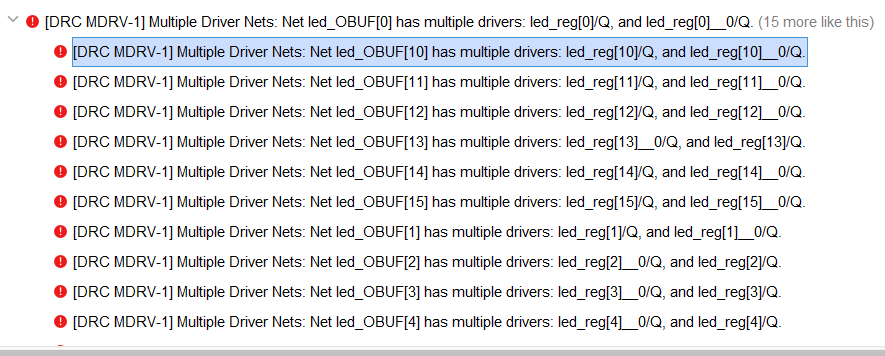 [DRC MDRV-1] Multiple Driver Nets: Net led_OBUF[0] has multiple drivers: led_reg[0]/Q, and led_reg[0]__0/Q. (15 more like this)
[DRC MDRV-1] Multiple Driver Nets: Net led_OBUF[10] has multiple drivers: led_reg[10]/Q, and led_reg[10]__0/Q.
[DRC MDRV-1] Multiple Driver Nets: Net led_OBUF[11] has multiple drivers: led_reg[11]/Q, and led_reg[11]__0/Q.
[DRC MDRV-1] Multiple Driver Nets: Net led_OBUF[12] has multiple drivers: led_reg[12]/Q, and led_reg[12]__0/Q.
[DRC MDRV-1] Multiple Driver Nets: Net led_OBUF[13] has multiple drivers: led_reg[13]__0/Q, and led_reg[13]/Q.
[DRC MDRV-1] Multiple Driver Nets: Net led_OBUF[14] has multiple drivers: led_reg[14]/Q, and led_reg[14]__0/Q.
[DRC MDRV-1] Multiple Driver Nets: Net led_OBUF[15] has multiple drivers: led_reg[15]/Q, and led_reg[15]__0/Q.
[DRC MDRV-1] Multiple Driver Nets: Net led_OBUF[1] has multiple drivers: led_reg[1]/Q, and led_reg[1]__0/Q.
[DRC MDRV-1] Multiple Driver Nets: Net led_OBUF[2] has multiple drivers: led_reg[2]__0/Q, and led_reg[2]/Q.
[DRC MDRV-1] Multiple Driver Nets: Net led_OBUF[3] has multiple drivers: led_reg[3]__0/Q, and led_reg[3]/Q.
[DRC MDRV-1] Multiple Driver Nets: Net led_OBUF[4] has multiple drivers: led_reg[4]__0/Q, and led_reg[4]/Q.